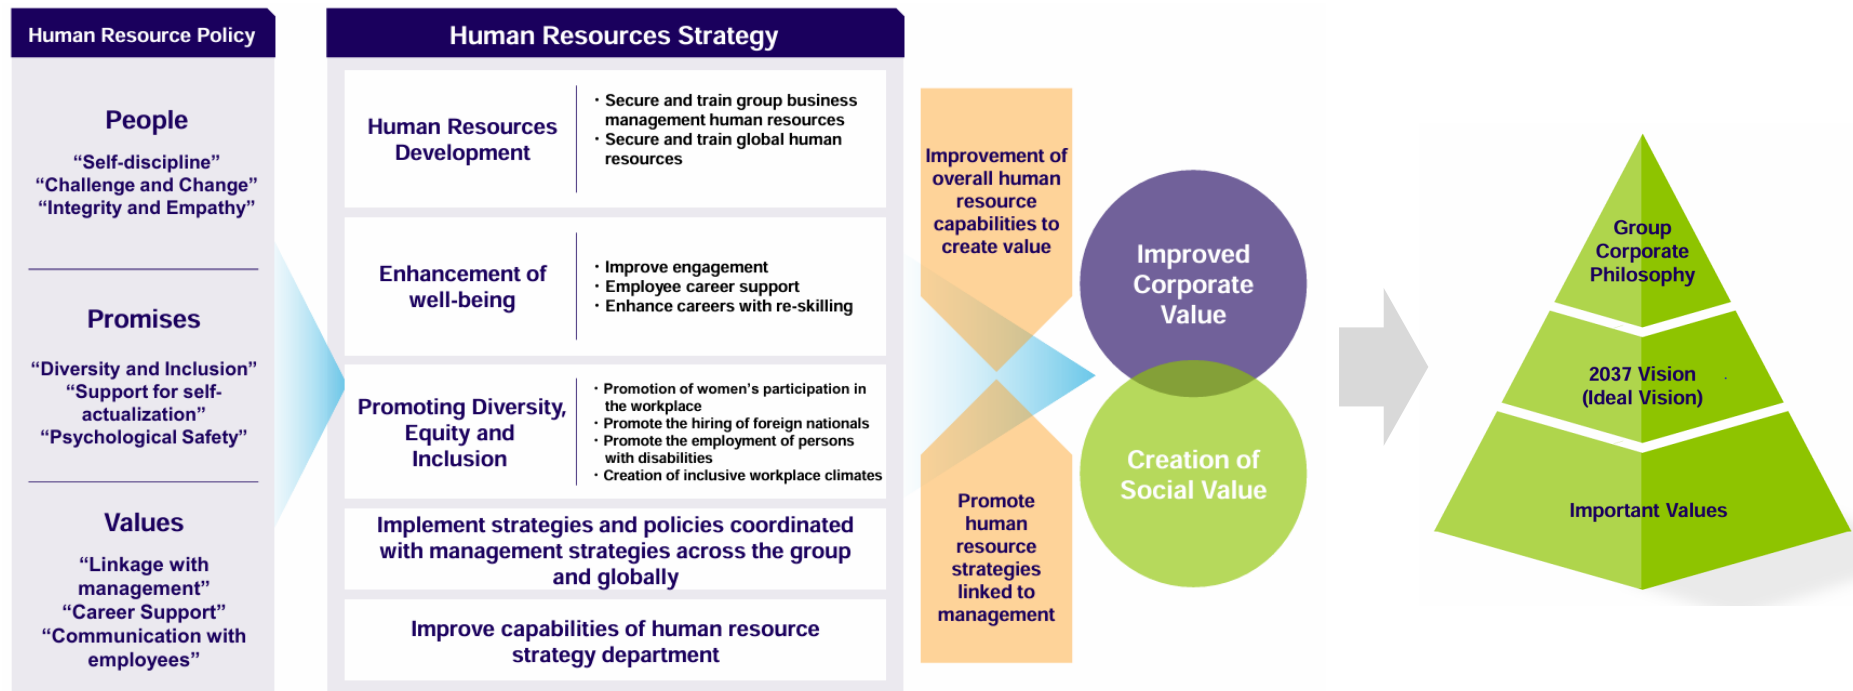 Human Resource Policy
People
“Self-discipline”
“Challenge and Change”
“Integrity and Empathy”
Promises
“Diversity and Inclusion”
“Support for self-
actualization”
“Psychological Safety”
Values
“Linkage with
management”
“Career Support”
“Communication with
employees”
Human Resources Strategy
Human Resources
Development
・Secure and train group business
management human resources
・Secure and train global human
resources
Enhancement of
well-being
・Improve engagement
・Employee career support
・Enhance careers with re-skilling
Promoting Diversity,
Equity and
Inclusion
・Promotion of women’s participation in
the workplace
・Promote the hiring of foreign nationals
・Promote the employment of persons
with disabilities
・Creation of inclusive workplace climates
Implement strategies and policies coordinated
with management strategies across the group
and globally
Improve capabilities of human resource
strategy department
Improvement of
overall human
resource
capabilities to
create value
Promote
human
resource
strategies
linked to
management
Improved
Corporate
Value
Creation of
Social Value
Group
Corporate
Philosophy
2037 Vision
(Ideal Vision)
Important Values